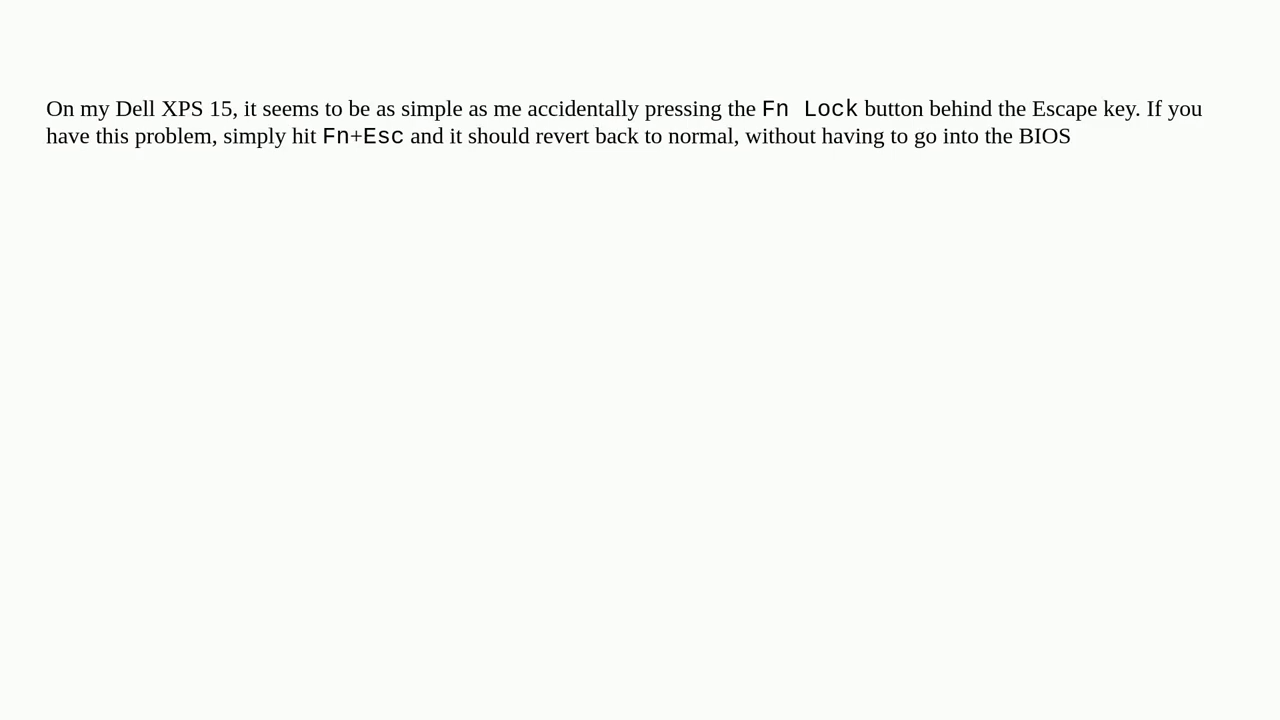 On my Dell XPS 15, it seems to be as simple as me accidentally pressing the Fn Lock button behind the Escape key. If you
have this problem, simply hit Fn+Esc and it should revert back to normal, without having to go into the BIOS